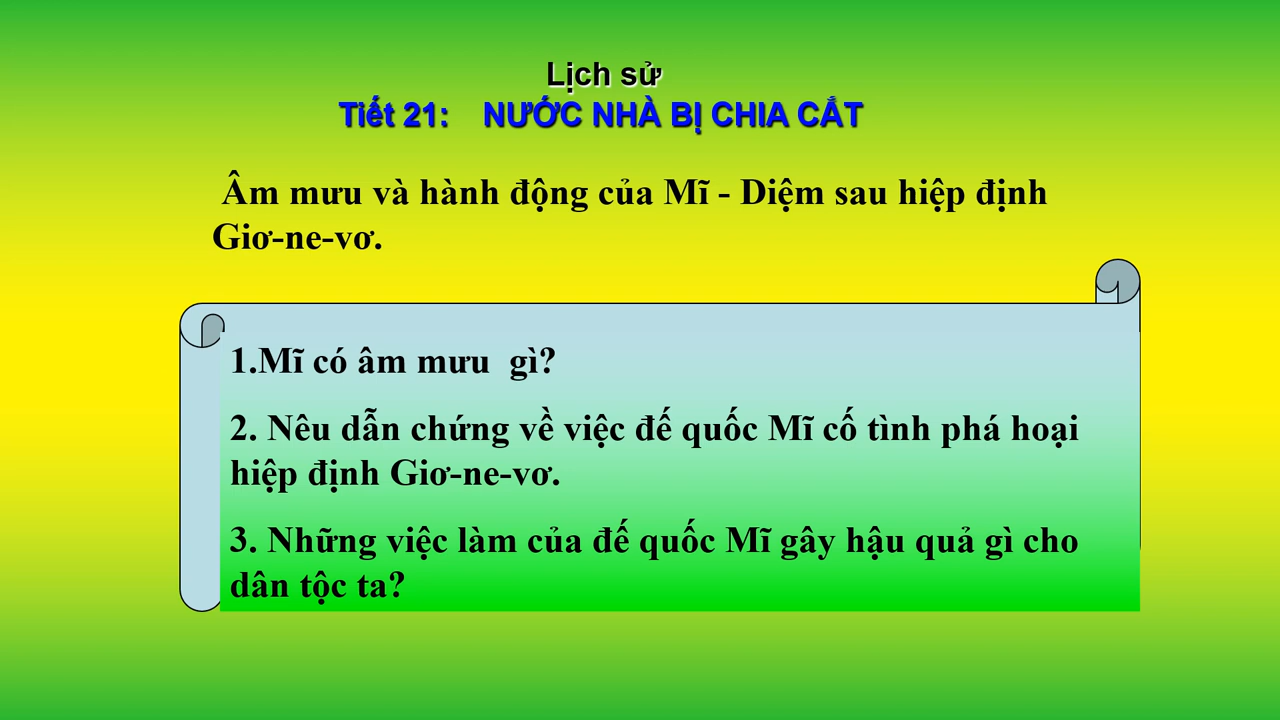 Lịch sử
Tiết 21: NƯỚC NHÀ BỊ CHIA CẮT
Âm mưu và hành động của Mĩ - Diệm sau hiệp định
Giơ-ne-vơ.
1.Mĩ có âm mưu gì?
2. Nêu dẫn chứng về việc đế quốc Mĩ cố tình phá hoại
hiệp định Giơ-ne-vơ.
3. Những việc làm của đế quốc Mĩ gây hậu quả gì cho
dân tộc ta?